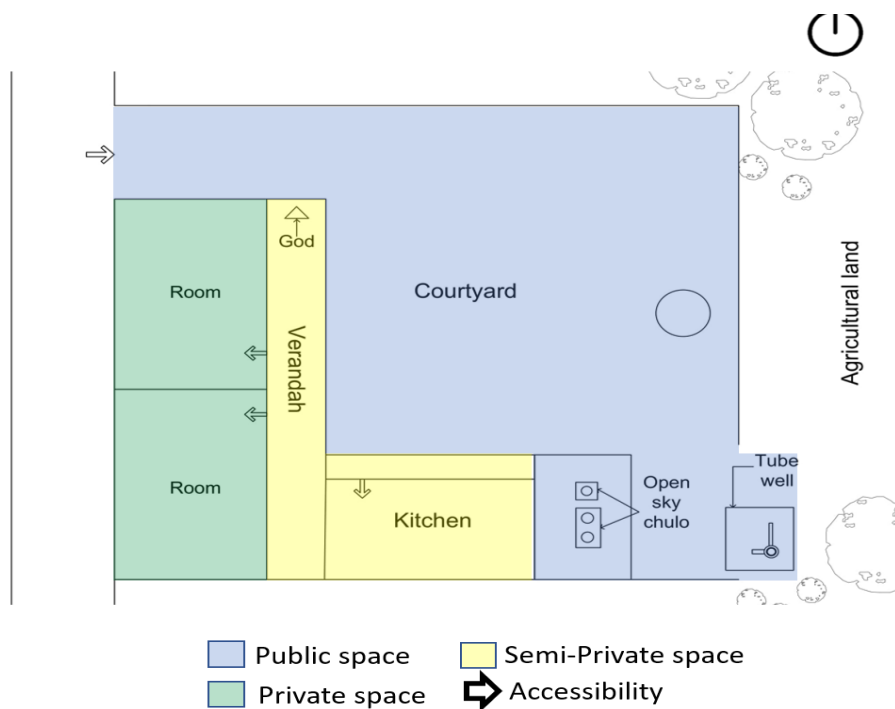 God
Room
Courtyard
Verandah
Agricultural land
Room
Kitchen
Open
sky
chulo
Tube
well
Public space
Semi-Private space
Private space
Accessibility